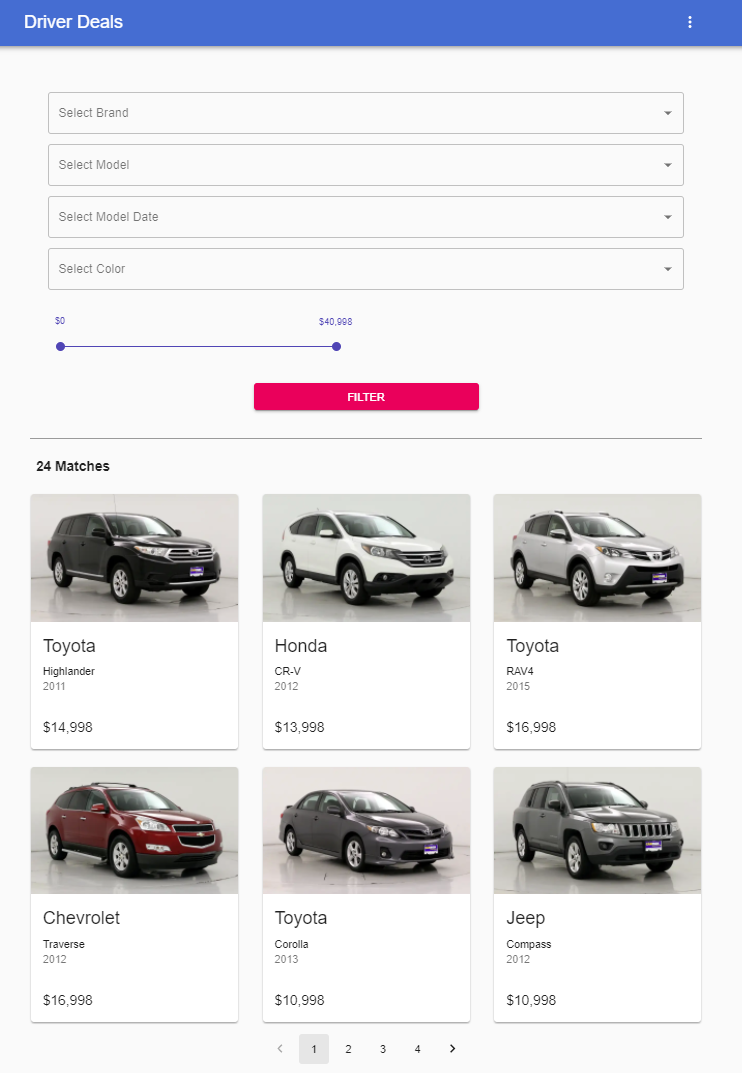 Driver Deals
Select Brand
Select Model
Select Model Date
Select Color
$0 $40,998
FILTER
24 Matches
Toyota
Highlander
2011
$14,998
Honda
CR-V
2012
$13,998
Toyota
RAV4
2015
$16,998
Chevrolet
Traverse
2012
$16,998
Toyota
Corolla
2013
$10,998
Jeep
Compass
2012
$10,998
1 2 3 4